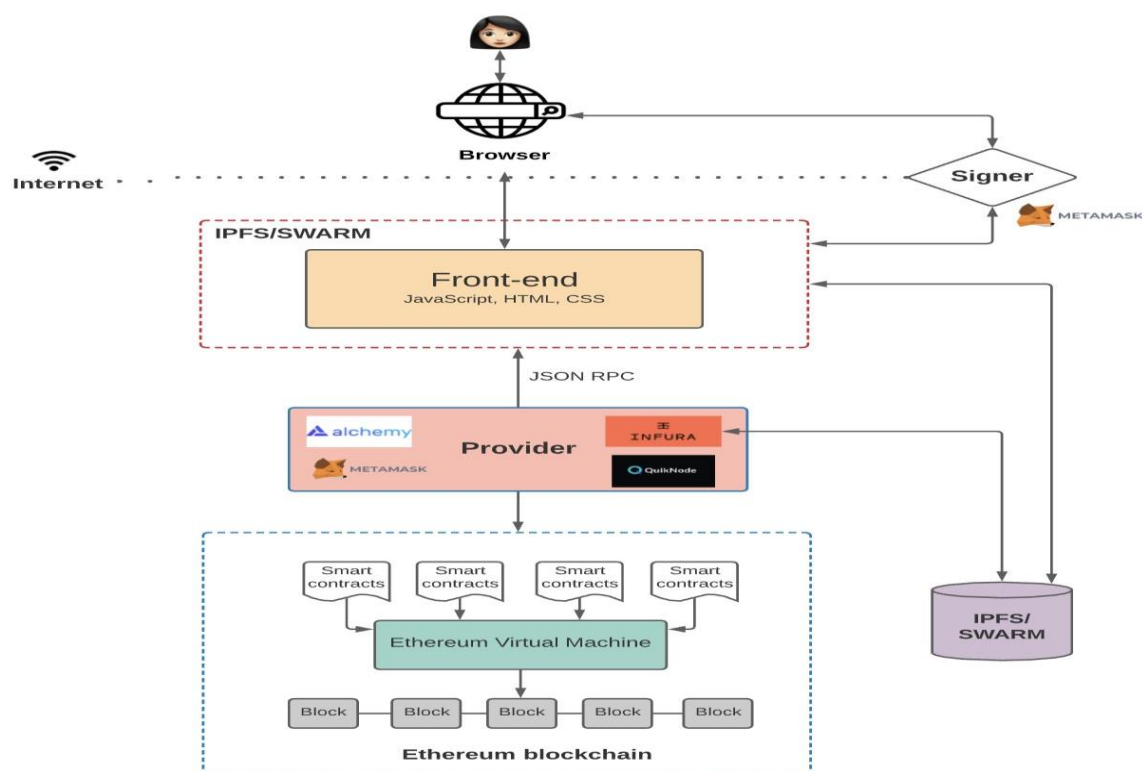 Browser
Internet
Signer
METAMASK
IPFS/SWARM
Front-end
JavaScript, HTML, CSS
JSON RPC
alchemy
INFURA
Provider
METAMASK
QuikNode
Smart
contracts
Smart
contracts
Smart
contracts
Smart
contracts
Ethereum Virtual Machine
IPFS/
SWARM
Block
Block
Block
Block
Block
Ethereum blockchain